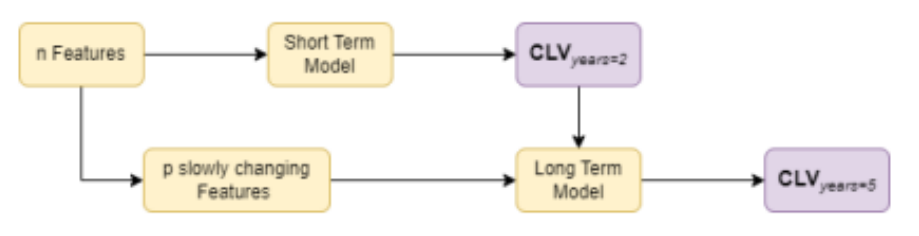 n Features
Short Term
Model
CLVyears=2
p slowly changing
Features
Long Term
Model
CLVyears=5